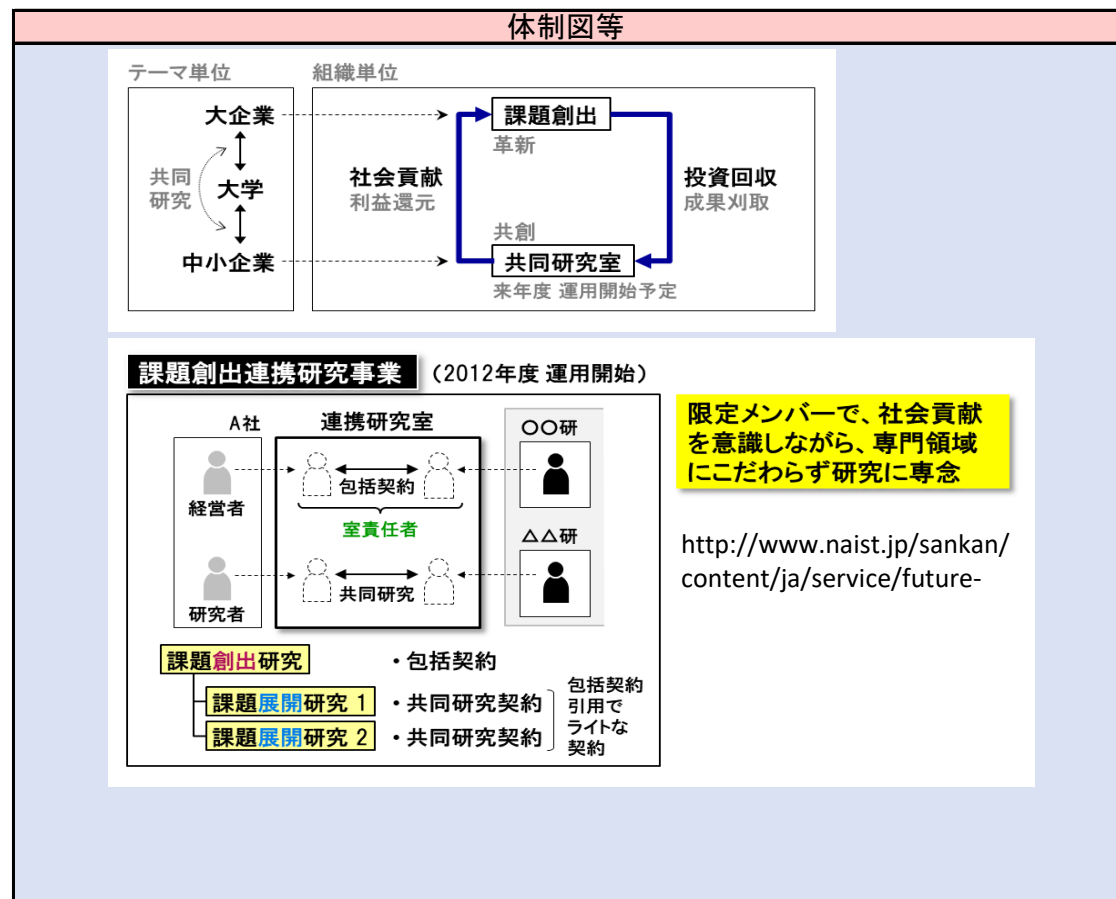 体制図等
テーマ単位
組織単位
大企業
共同
研究
大学
中小企業
課題創出
革新
社会貢献
利益還元
投資回収
成果刈取
共創
共同研究室
来年度 運用開始予定
課題創出連携研究事業
（2012年度 運用開始）
A社
連携研究室
○○研
経営者
包括契約
室責任者
△△研
研究者
共同研究
課題創出研究
・包括契約
課題展開研究 1
・共同研究契約
課題展開研究 2
・共同研究契約
包括契約
引用で
ライトな
契約
限定メンバーで、社会貢献
を意識しながら、専門領域
にこだわらず研究に専念
http://www.naist.jp/sankan/
content/ja/service/future-